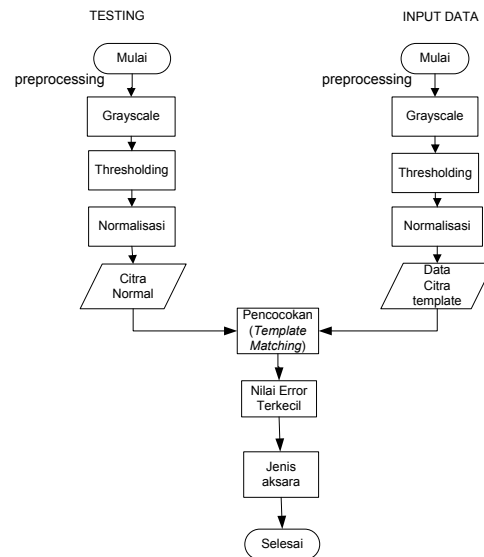 TESTING
Mulai
preprocessing
Grayscale
Thresholding
Normalisasi
Citra
Normal
INPUT DATA
Mulai
preprocessing
Grayscale
Thresholding
Normalisasi
Data
Citra
template
Pencocokan
(Template
Matching)
Nilai Error
Terkecil
Jenis
aksara
Selesai